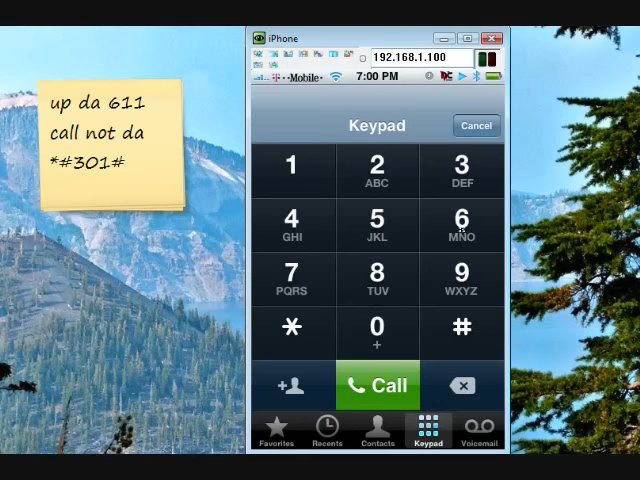 up da 611
call not da
*#301#
iPhone
192.168.1.100
T··Mobile·
7:00 PM
Keypad
Cancel
1
2
ABC
3
DEF
4
GHI
5
JKL
6
MNO
7
PQRS
8
TUV
9
WXYZ
*
0
+
#
+
Call
Favorites
Recents
Contacts
Keypad
Voicemail